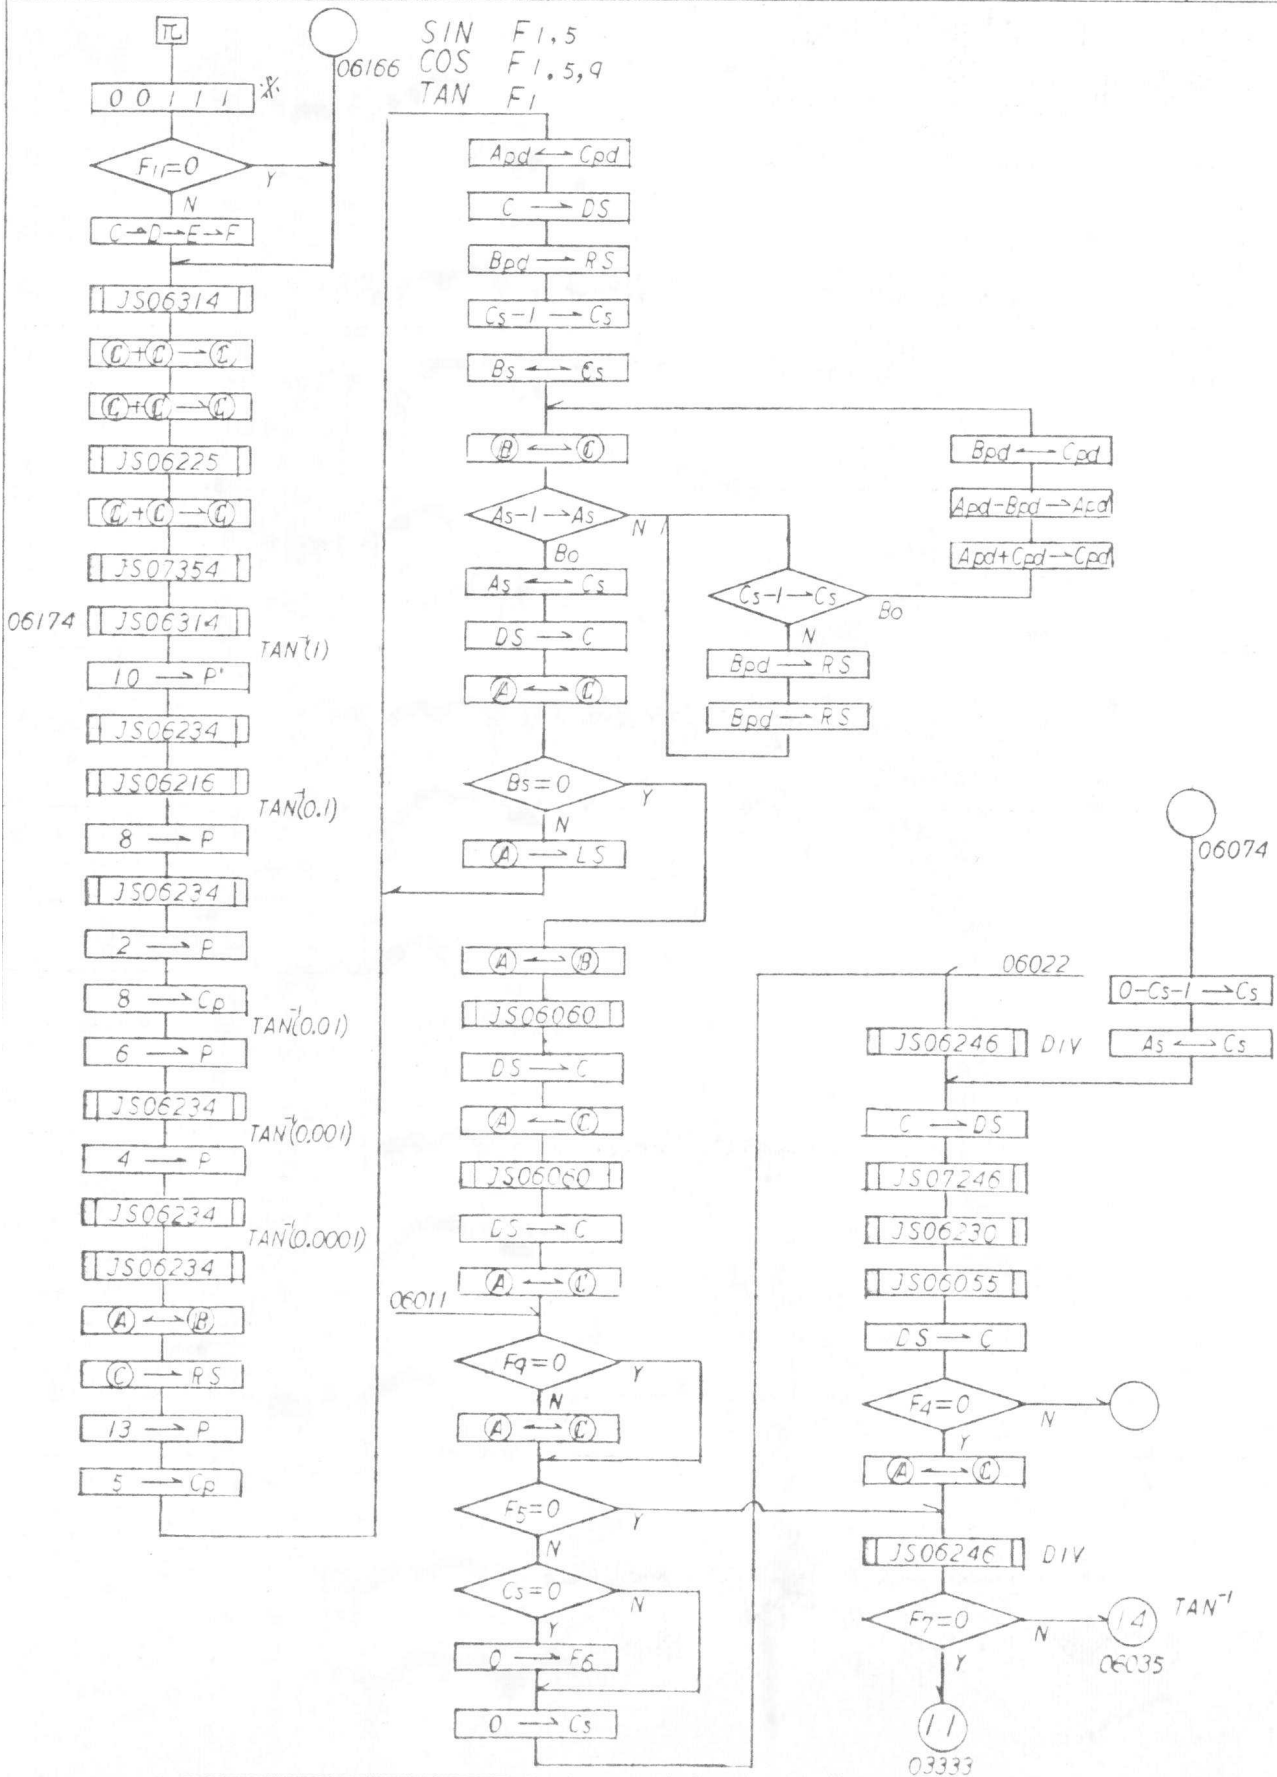 π
0 0 1 1 1 ※
F11=0
Y
N
C→D→E→F
06166
SIN F1,5
COS F1,5,9
TAN F1
JS06314
Ⓒ+Ⓒ→Ⓒ
Ⓒ+Ⓒ→Ⓒ
JS06225
Ⓒ+Ⓒ→Ⓒ
JS07354
06174
JS06314
TAN⁻¹(1)
10→P
JS06234
JS06216
TAN⁻¹(0.1)
8→P
JS06234
2→P
8→Cp
TAN⁻¹(0.01)
6→P
JS06234
TAN⁻¹(0.001)
4→P
JS06234
TAN⁻¹(0.0001)
JS06234
Ⓐ↔Ⓑ
Ⓒ→RS
13→P
5→Cp
Apd↔Cpd
C→DS
Bpd→RS
Cs-1→Cs
Bs↔Cs
Ⓑ↔Ⓒ
As-1→As
N
Bo
As↔Cs
DS→C
Ⓐ↔Ⓒ
Bs=0
Y
N
Ⓐ→LS
Bpd↔Cpd
Apd-Bpd→Apd
Apd+Cpd→Cpd
Cs-1→Cs
Bo
N
Bpd→RS
Bpd→RS
Ⓐ↔Ⓑ
JS06060
DS→C
Ⓐ↔Ⓒ
JS06060
DS→C
Ⓐ↔Ⓒ
06011
F9=0
Y
N
Ⓐ↔Ⓒ
F5=0
Y
N
Cs=0
N
Y
0→F6
0→Cs
06074
0-Cs-1→Cs
As↔Cs
06022
JS06246
DIV
C→DS
JS07246
JS06230
JS06055
DS→C
F4=0
N
Y
Ⓐ↔Ⓒ
JS06246
DIV
F7=0
N
Y
14
TAN⁻¹
06035
11
03333